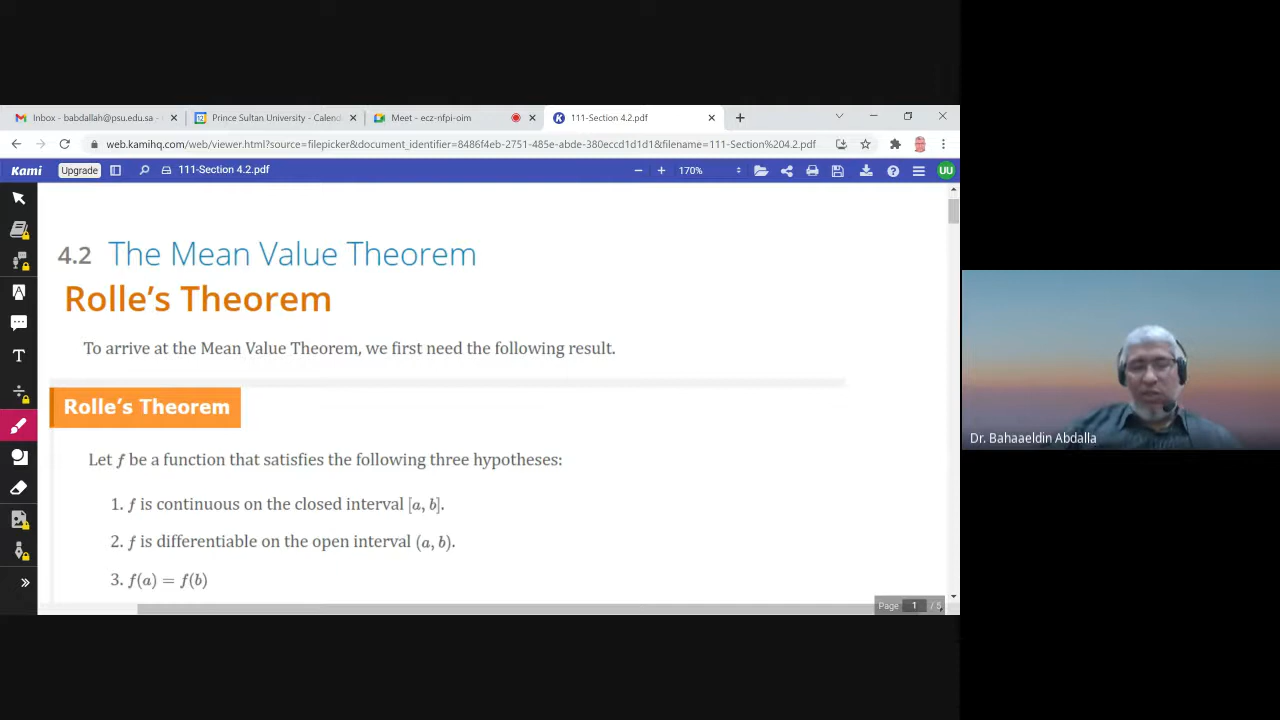 Inbox - babdallah@psu.edu.sa -
Prince Sultan University - Calend
Meet - ecz-nfpi-oim
111-Section 4.2.pdf
web.kamihq.com/web/viewer.html?source=filepicker&document_identifier=8486f4eb-2751-485e-abde-380eccd1d1d1&filename=111-Section%204.2.pdf
Kami Upgrade 111-Section 4.2.pdf 170% UU
4.2 The Mean Value Theorem
Rolle's Theorem
To arrive at the Mean Value Theorem, we first need the following result.
Rolle's Theorem
Let f be a function that satisfies the following three hypotheses:
1. f is continuous on the closed interval [a, b].
2. f is differentiable on the open interval (a, b).
3. f(a) = f(b)
Page 1 / 5
Dr. Bahaaeldin Abdalla